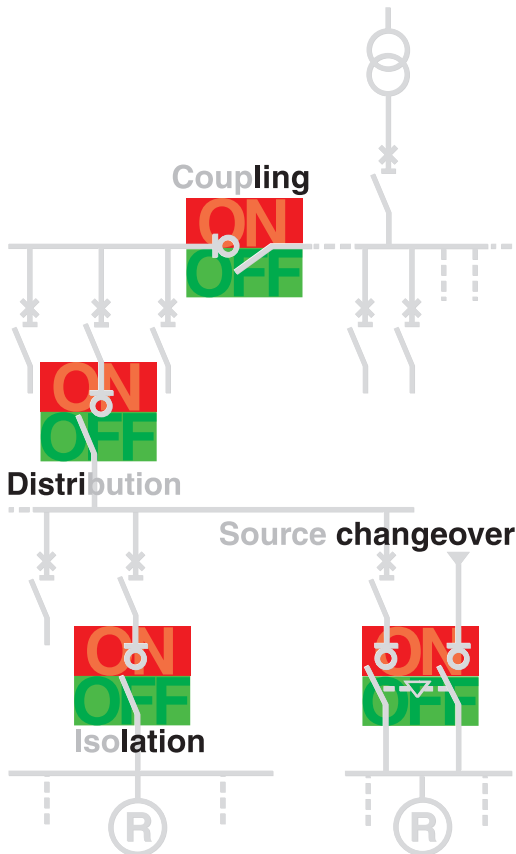 Coupling
ON
OFF
ON
OFF
Distribution
Source changeover
ON
OFF
ON
OFF
Isolation
R
R